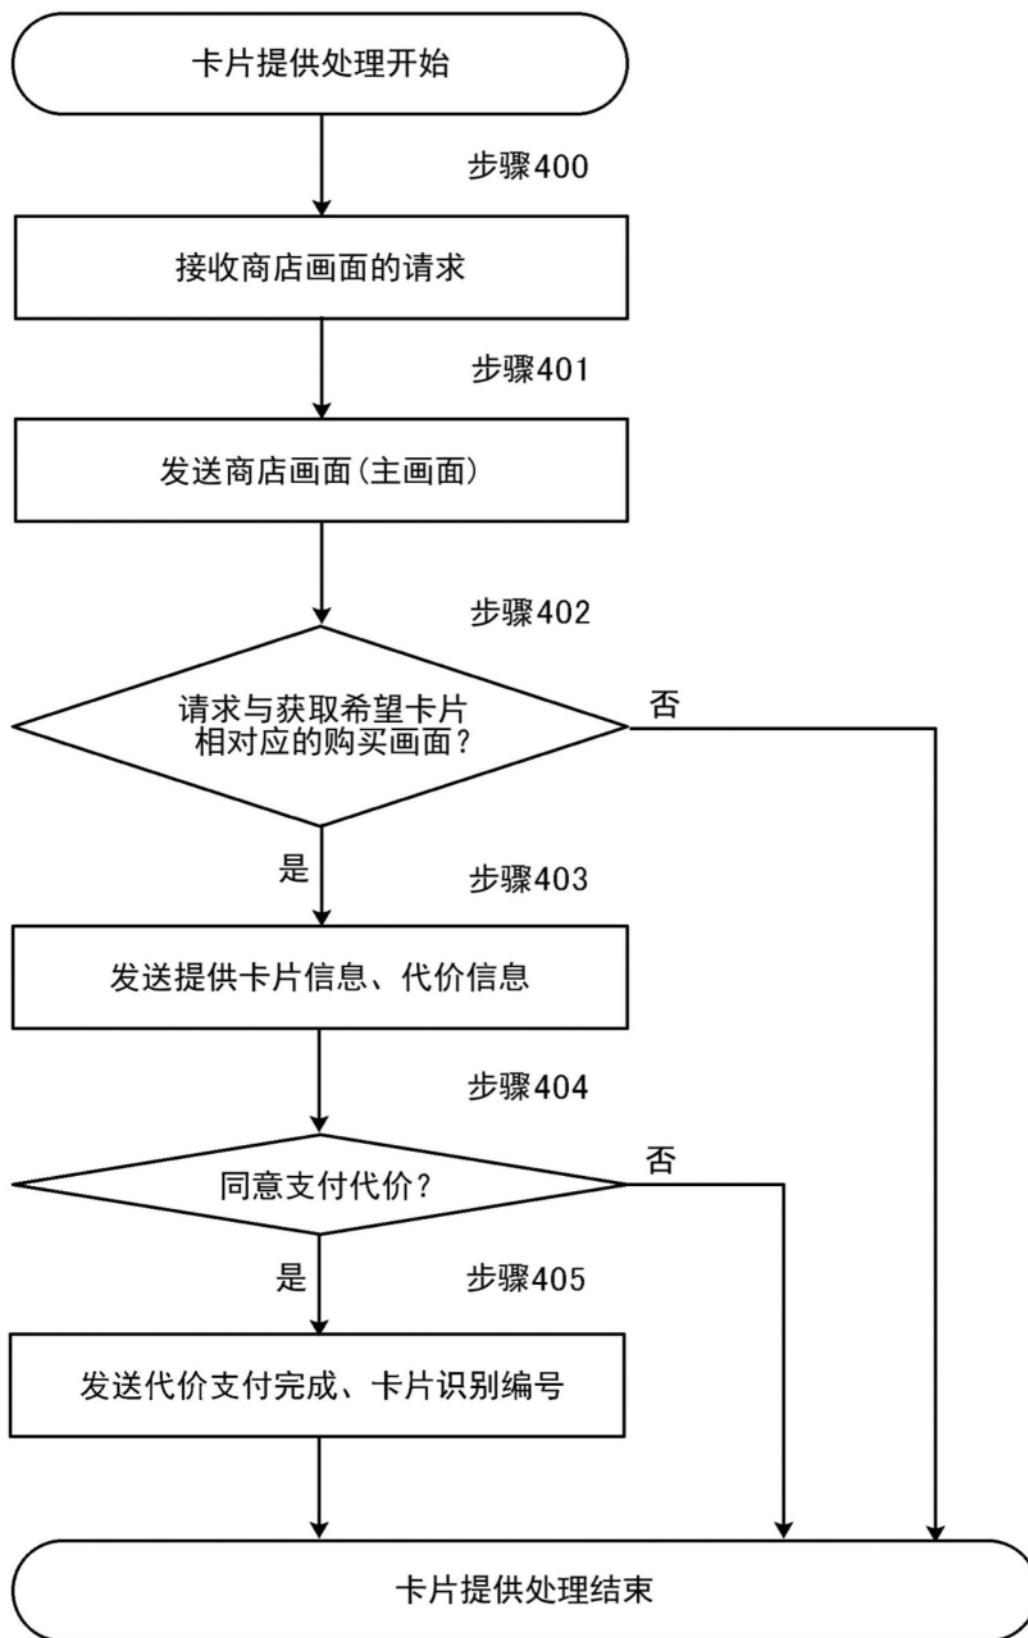 卡片提供处理开始
步骤400
接收商店画面的请求
步骤401
发送商店画面(主画面)
步骤402
请求与获取希望卡片
相对应的购买画面?
否
是
步骤403
发送提供卡片信息、代价信息
步骤404
同意支付代价?
否
是
步骤405
发送代价支付完成、卡片识别编号
卡片提供处理结束